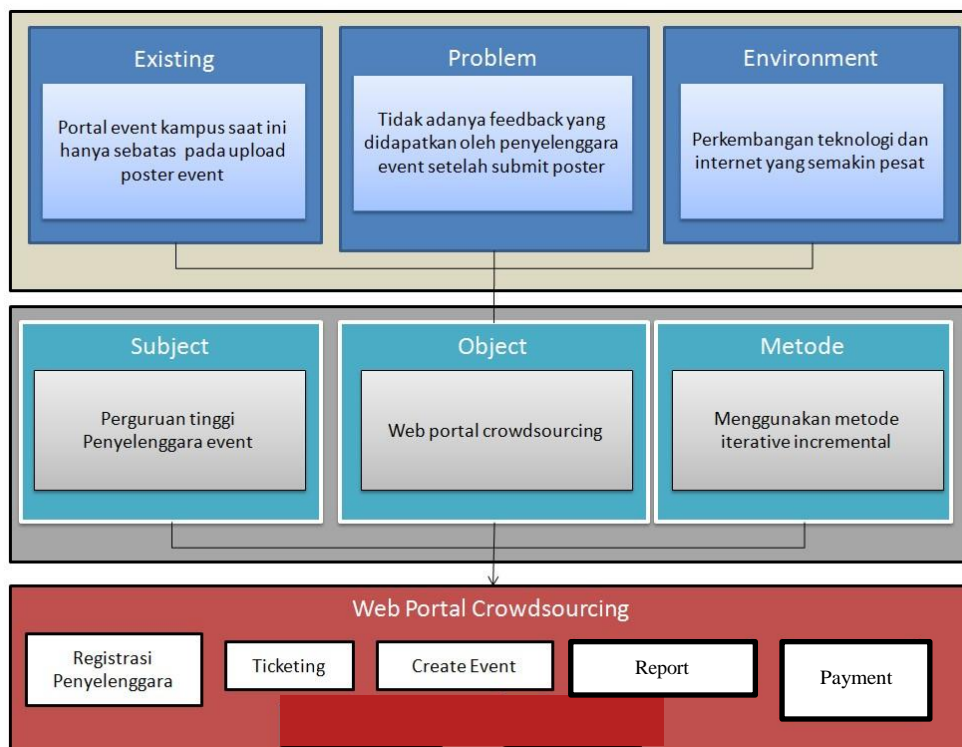 Existing
Portal event kampus saat ini
hanya sebatas pada upload
poster event
Problem
Tidak adanya feedback yang
didapatkan oleh penyelenggara
event setelah submit poster
Environment
Perkembangan teknologi dan
internet yang semakin pesat
Subject
Perguruan tinggi
Penyelenggara event
Object
Web portal crowdsourcing
Metode
Menggunakan metode
iterative incremental
Web Portal Crowdsourcing
Registrasi
Penyelenggara
Ticketing
Create Event
Report
Payment